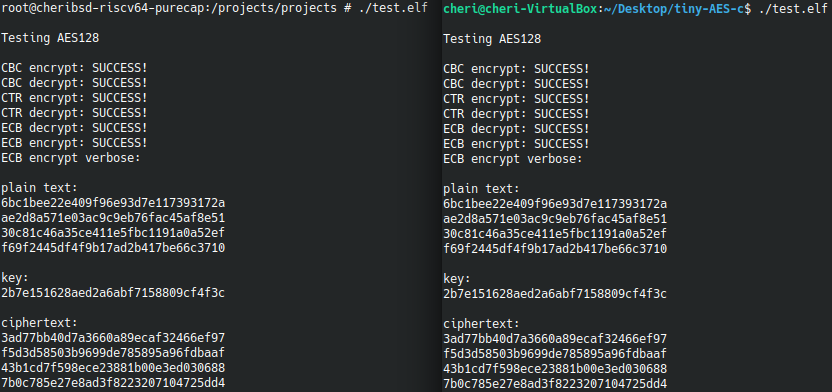 root@cheribsd-riscv64-purecap:/projects/projects # ./test.elf
Testing AES128
CBC encrypt: SUCCESS!
CBC decrypt: SUCCESS!
CTR encrypt: SUCCESS!
CTR decrypt: SUCCESS!
ECB decrypt: SUCCESS!
ECB encrypt: SUCCESS!
ECB encrypt verbose:
plain text:
6bc1bee22e409f96e93d7e117393172a
ae2d8a571e03ac9c9eb76fac45af8e51
30c81c46a35ce411e5fbc1191a0a52ef
f69f2445df4f9b17ad2b417be66c3710
key:
2b7e151628aed2a6abf7158809cf4f3c
ciphertext:
3ad77bb40d7a3660a89ecaf32466ef97
f5d3d58503b9699de785895a96fdbaaf
43b1cd7f598ece23881b00e3ed030688
7b0c785e27e8ad3f8223207104725dd4
cheri@cheri-VirtualBox:~/Desktop/tiny-AES-c$ ./test.elf
Testing AES128
CBC encrypt: SUCCESS!
CBC decrypt: SUCCESS!
CTR encrypt: SUCCESS!
CTR decrypt: SUCCESS!
ECB decrypt: SUCCESS!
ECB encrypt: SUCCESS!
ECB encrypt verbose:
plain text:
6bc1bee22e409f96e93d7e117393172a
ae2d8a571e03ac9c9eb76fac45af8e51
30c81c46a35ce411e5fbc1191a0a52ef
f69f2445df4f9b17ad2b417be66c3710
key:
2b7e151628aed2a6abf7158809cf4f3c
ciphertext:
3ad77bb40d7a3660a89ecaf32466ef97
f5d3d58503b9699de785895a96fdbaaf
43b1cd7f598ece23881b00e3ed030688
7b0c785e27e8ad3f8223207104725dd4